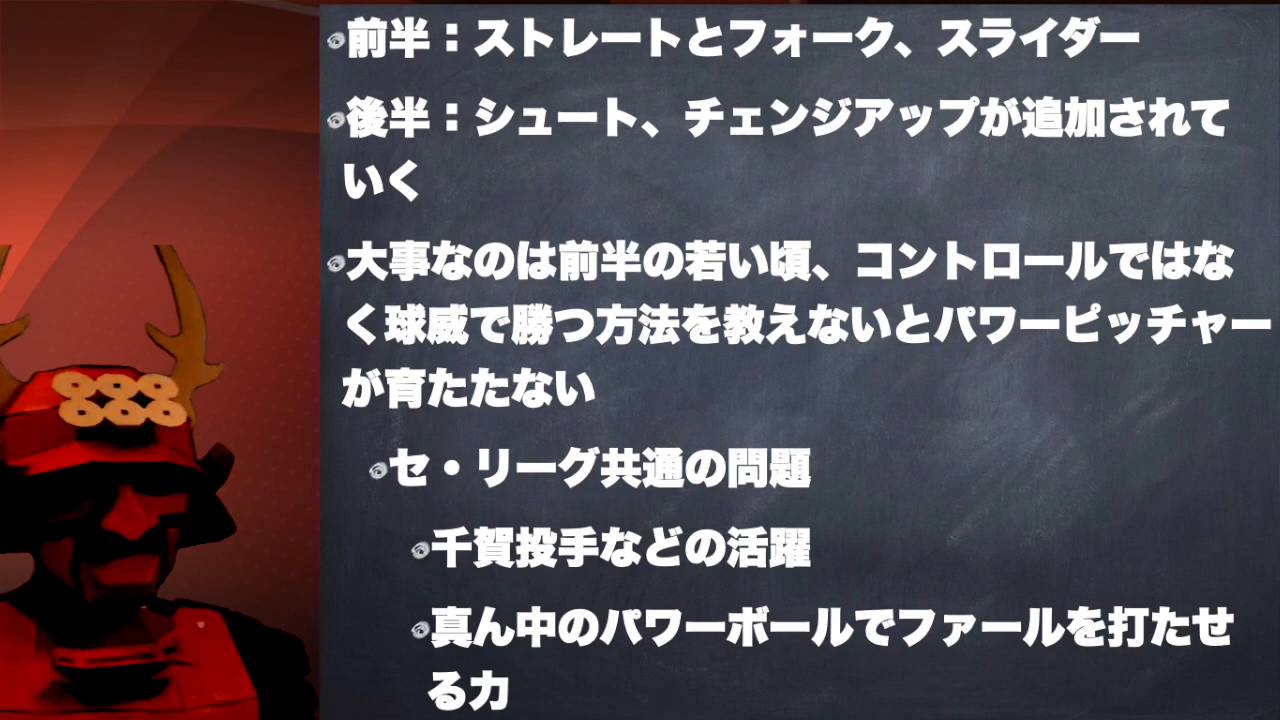 前半：ストレートとフォーク、スライダー
後半：シュート、チェンジアップが追加されて
いく
大事なのは前半の若い頃、コントロールではな
く球威で勝つ方法を教えないとパワーピッチャー
が育たたない
セ・リーグ共通の問題
千賀投手などの活躍
真ん中のパワーボールでファールを打たせ
る力